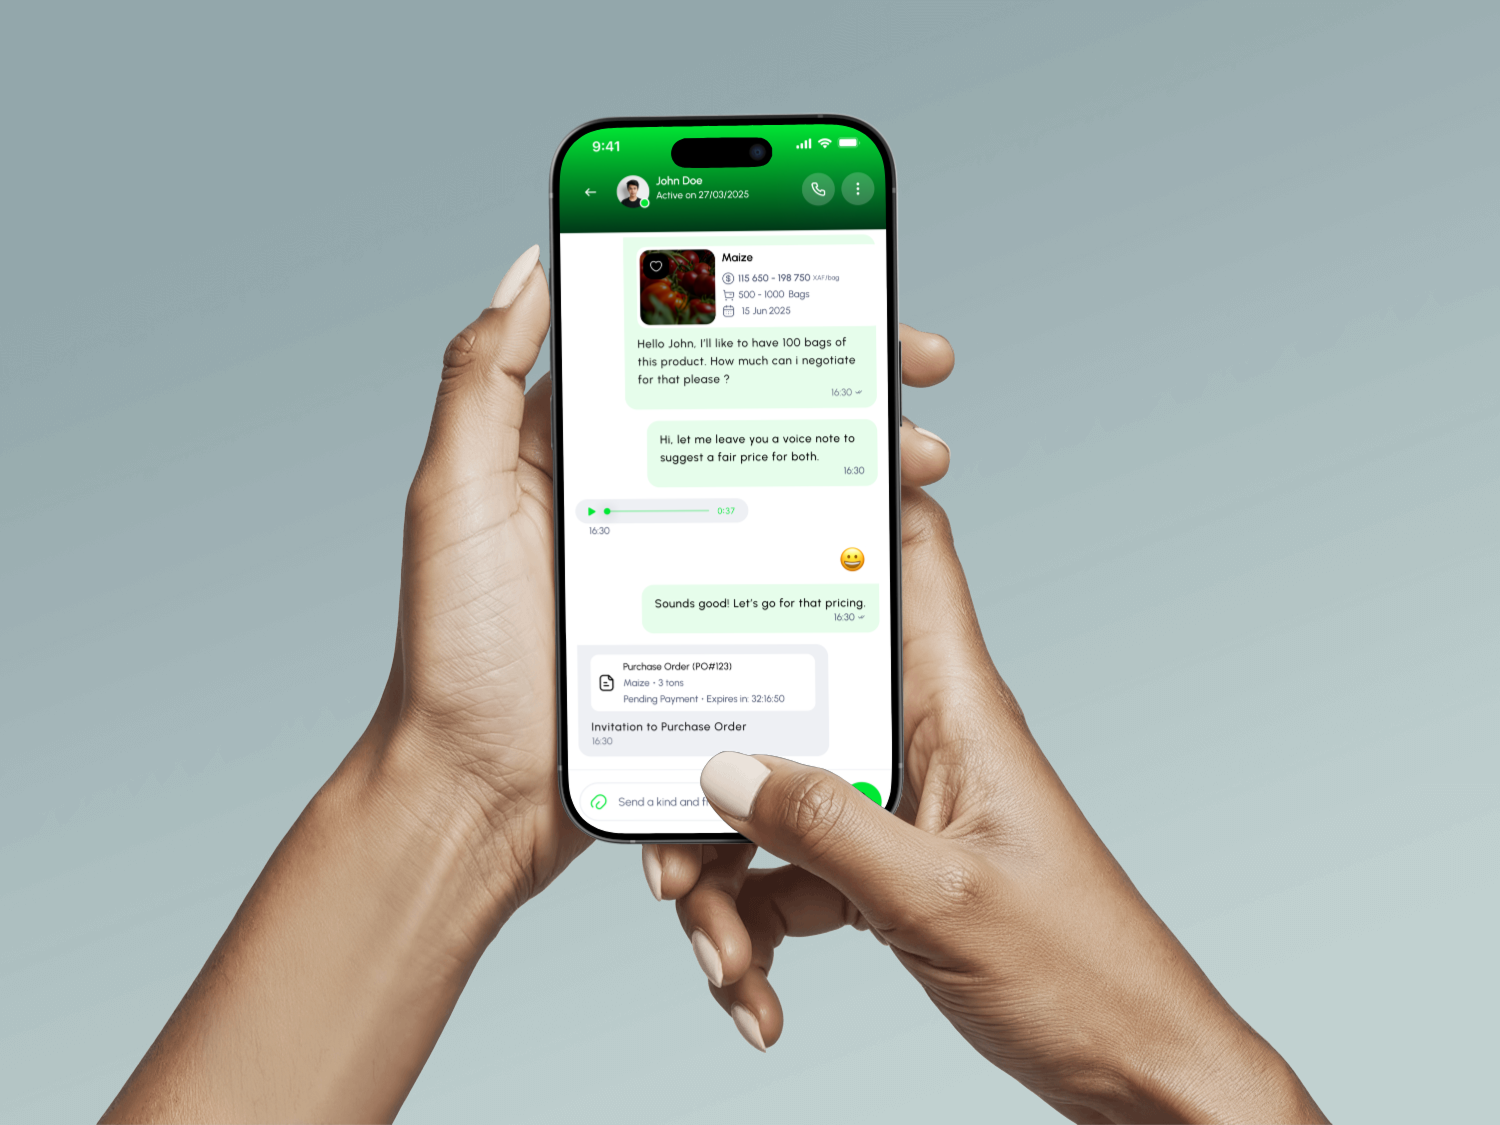 9:41
John Doe
Active on 27/03/2025
Maize
115 650 - 198 750 XAF/bag
500 - 1000 Bags
15 Jun 2025
Hello John, I'll like to have 100 bags of
this product. How much can i negotiate
for that please ?
16:30
Hi, let me leave you a voice note to
suggest a fair price for both.
16:30
0:37
16:30
Sounds good! Let's go for that pricing.
16:30
Purchase Order (PO#123)
Maize • 3 tons
Pending Payment • Expires in: 32:16:50
Invitation to Purchase Order
16:30
Send a kind and